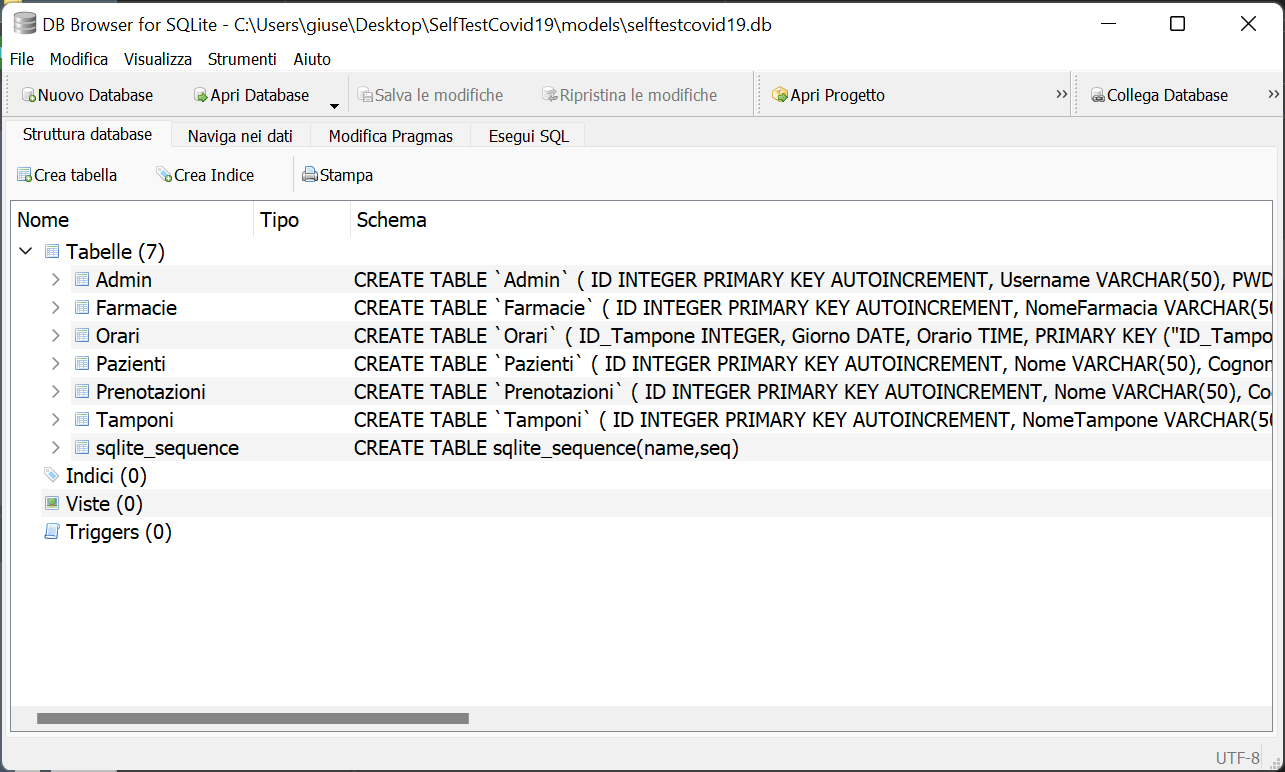 DB Browser for SQLite - C:\Users\giuse\Desktop\SelfTestCovid19\models\selftestcovid19.db
File Modifica Visualizza Strumenti Aiuto
Nuovo Database Apri Database Salva le modifiche Ripristina le modifiche Apri Progetto » Collega Database »
Struttura database Naviga nei dati Modifica Pragmas Esegui SQL
Crea tabella Crea Indice Stampa
Nome Tipo Schema
Tabelle (7)
Admin CREATE TABLE `Admin` ( ID INTEGER PRIMARY KEY AUTOINCREMENT, Username VARCHAR(50), PWD
Farmacie CREATE TABLE `Farmacie` ( ID INTEGER PRIMARY KEY AUTOINCREMENT, NomeFarmacia VARCHAR(50
Orari CREATE TABLE `Orari` ( ID_Tampone INTEGER, Giorno DATE, Orario TIME, PRIMARY KEY ("ID_Tampo
Pazienti CREATE TABLE `Pazienti` ( ID INTEGER PRIMARY KEY AUTOINCREMENT, Nome VARCHAR(50), Cognom
Prenotazioni CREATE TABLE `Prenotazioni` ( ID INTEGER PRIMARY KEY AUTOINCREMENT, Nome VARCHAR(50), Co
Tamponi CREATE TABLE `Tamponi` ( ID INTEGER PRIMARY KEY AUTOINCREMENT, NomeTampone VARCHAR(50
sqlite_sequence CREATE TABLE sqlite_sequence(name,seq)
Indici (0)
Viste (0)
Triggers (0)
UTF-8